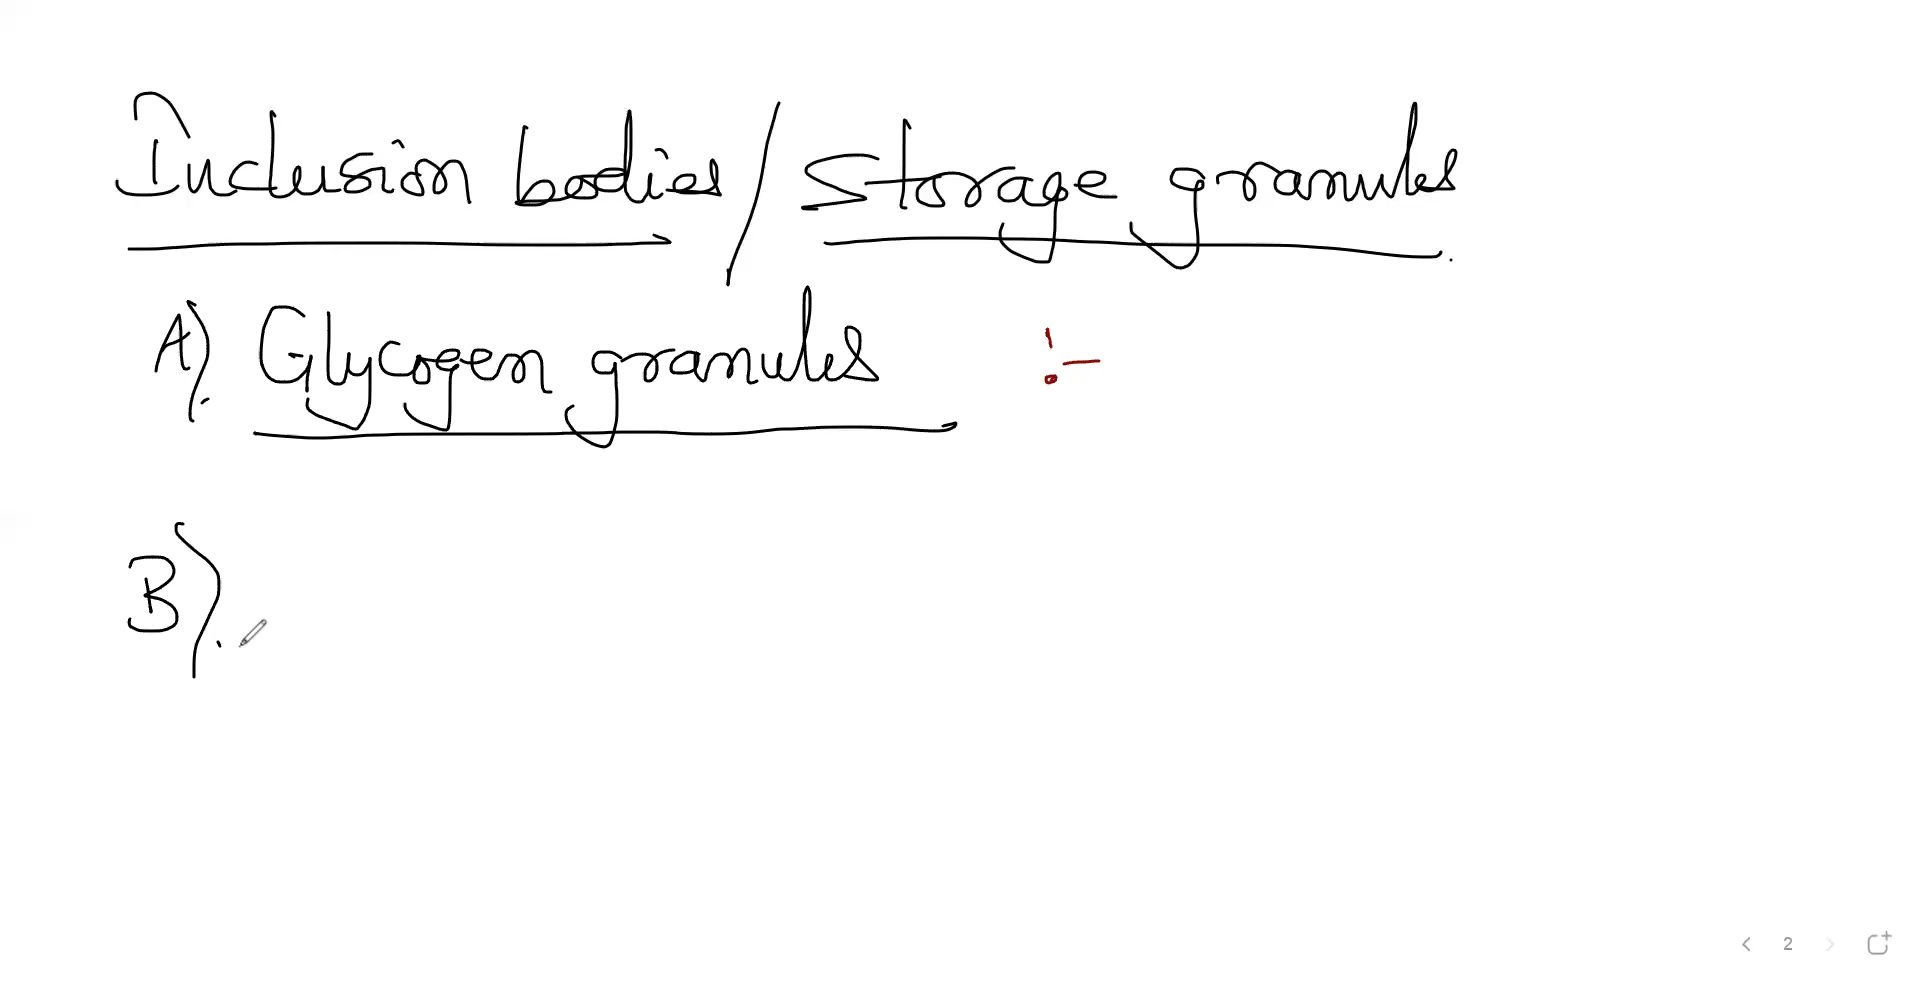 Inclusion bodies / Storage granules
A). Glycogen granules :-
B).
2